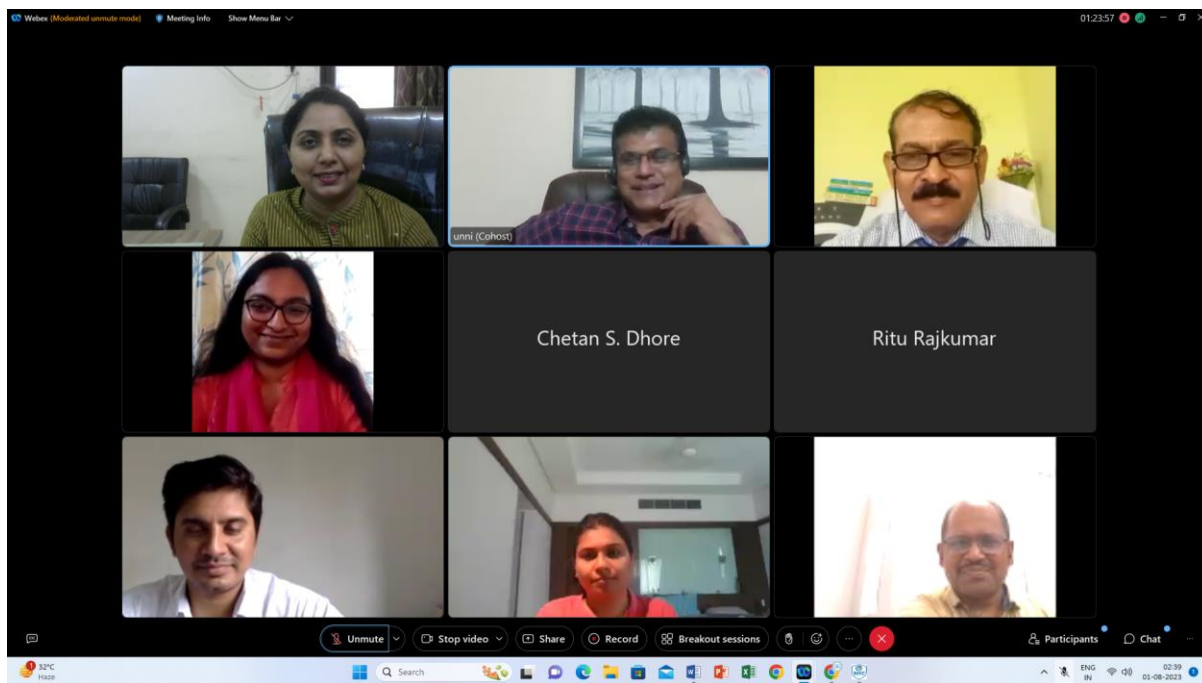 Webex (Moderated unmute mode) Meeting Info Show Menu Bar
01:23:57
unni (Cohost)
Chetan S. Dhore
Ritu Rajkumar
Unmute Stop video Share Record Breakout sessions
Participants Chat
1
32°C
Haze
Search
ENG
IN
02:39
01-08-2023